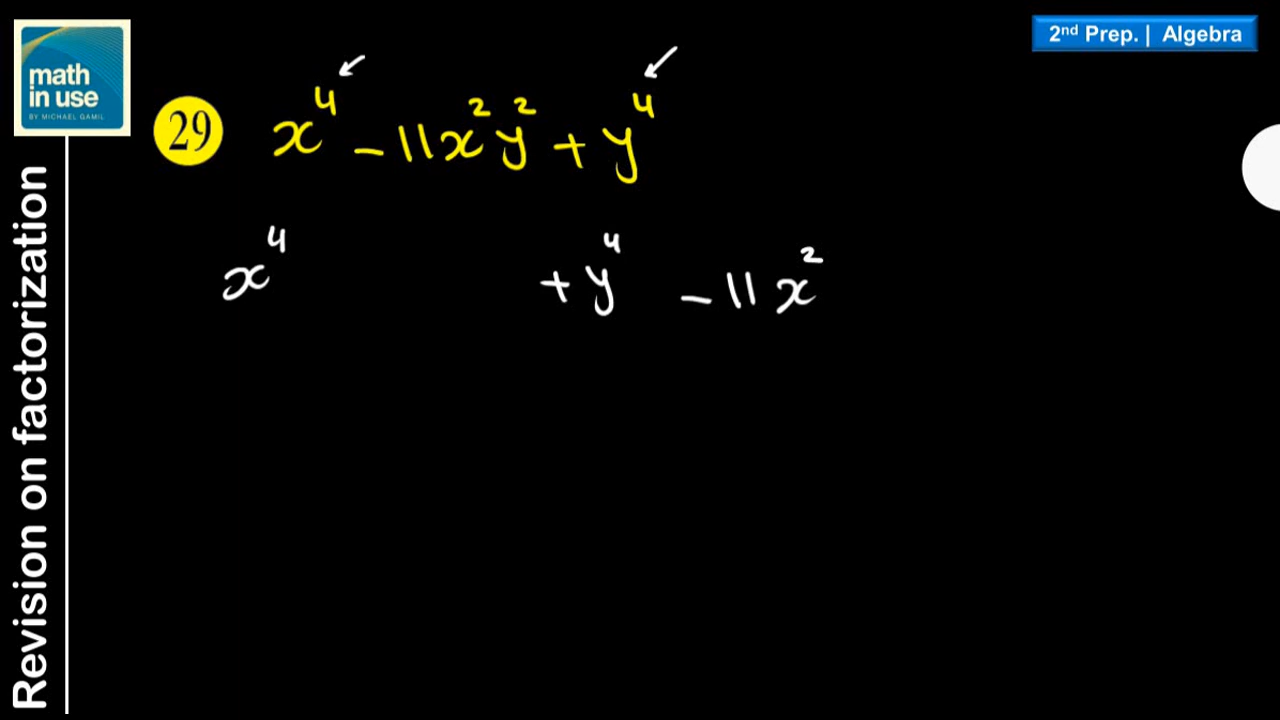 math
in use
BY MICHAEL GAMIL
2nd Prep. | Algebra
Revision on factorization
29 x⁴ - 11x²y² + y⁴
x⁴ + y⁴ - 11x²